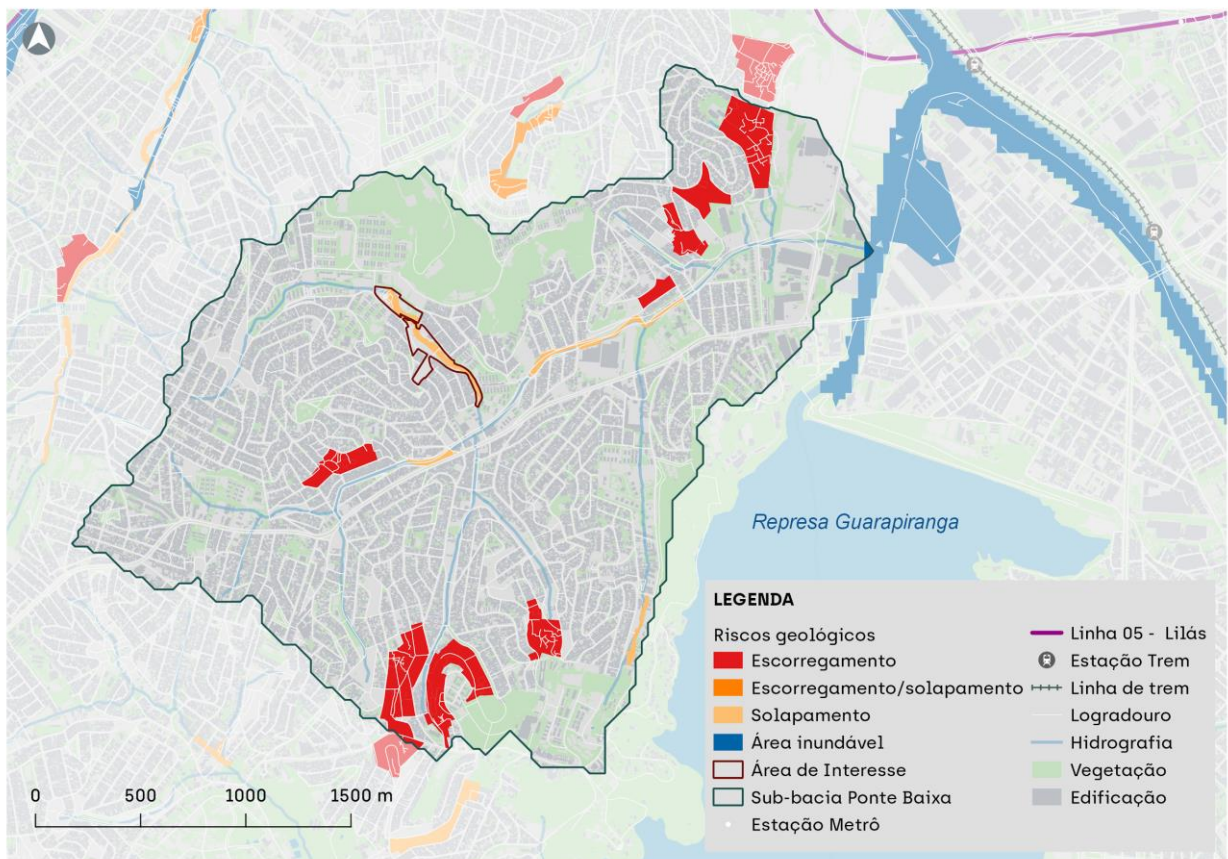 Represa Guarapiranga
LEGENDA
Riscos geológicos
Escorregamento
Escorregamento/solapamento
Solapamento
Área inundável
Área de Interesse
Sub-bacia Ponte Baixa
Estação Metrô
Linha 05 - Lilás
Estação Trem
Linha de trem
Logradouro
Hidrografia
Vegetação
Edificação
0 500 1000 1500 m